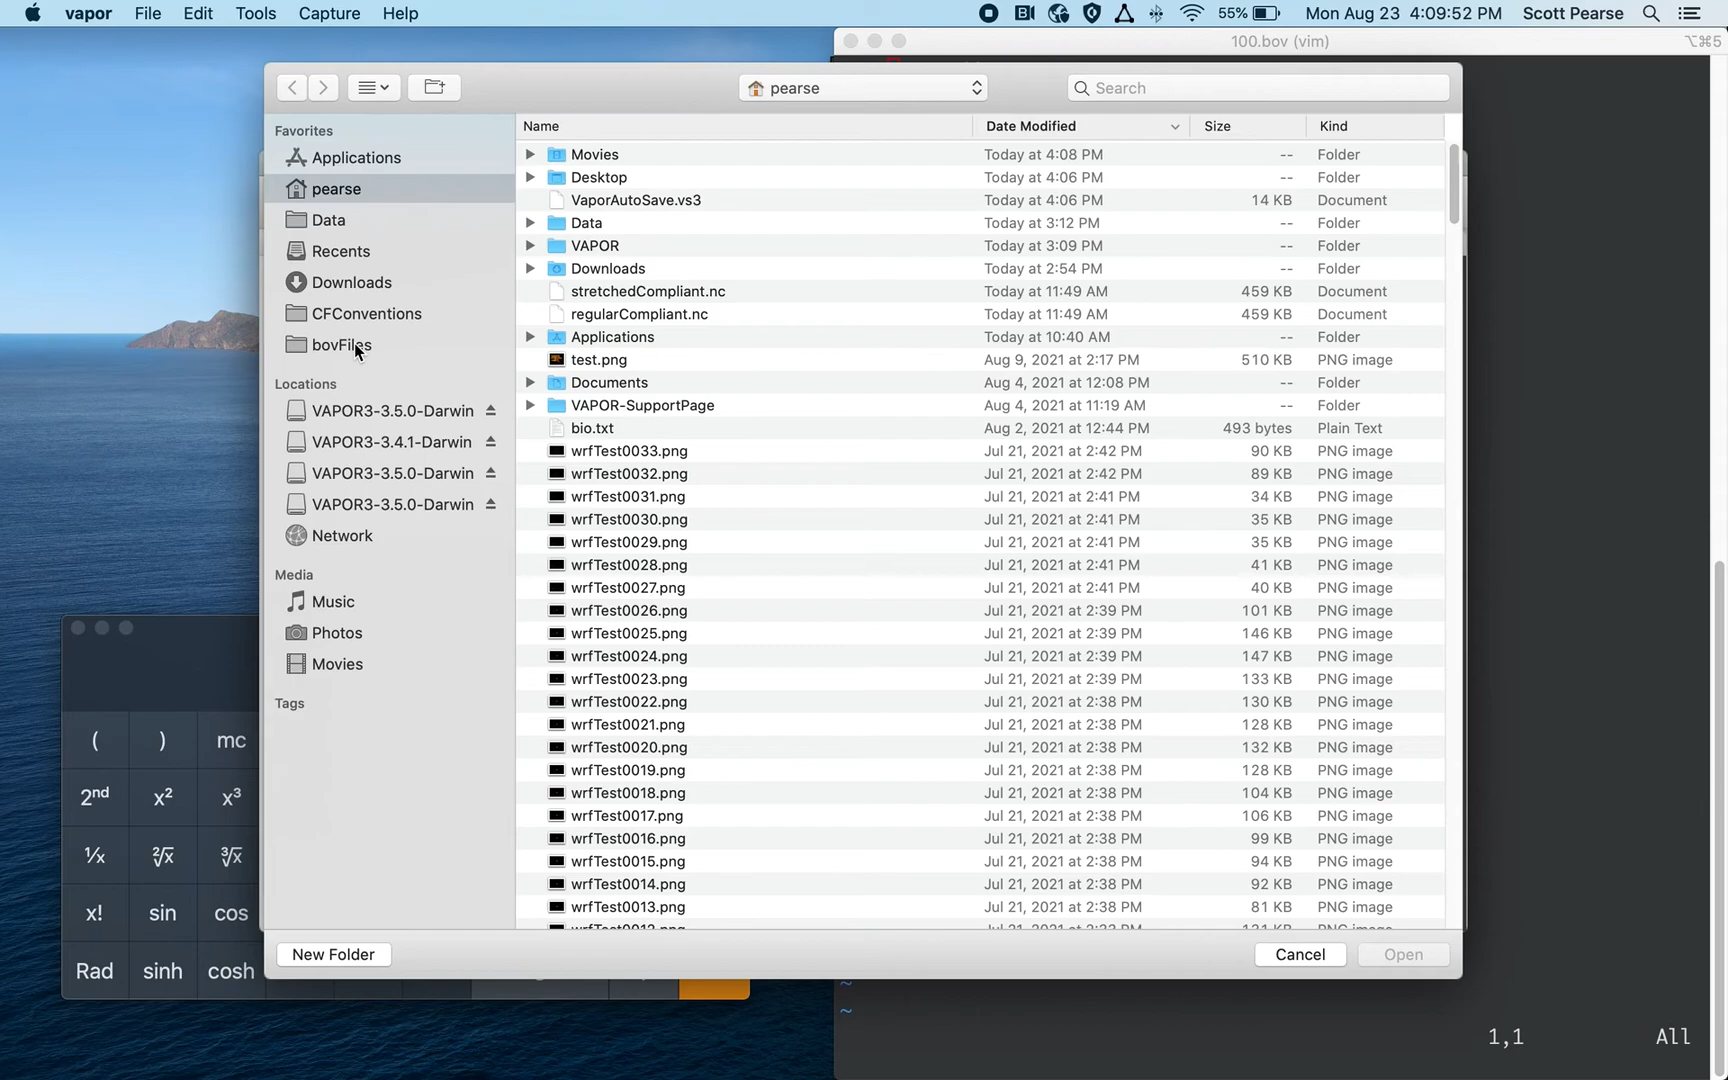 vapor File Edit Tools Capture Help 55% Mon Aug 23 4:09:52 PM Scott Pearse
100.bov (vim) ⌥⌘5
pearse Search
Favorites
Applications
pearse
Data
Recents
Downloads
CFConventions
bovFiles
Locations
VAPOR3-3.5.0-Darwin
VAPOR3-3.4.1-Darwin
VAPOR3-3.5.0-Darwin
VAPOR3-3.5.0-Darwin
Network
Media
Music
Photos
Movies
Tags
Name Date Modified Size Kind
Movies Today at 4:08 PM -- Folder
Desktop Today at 4:06 PM -- Folder
VaporAutoSave.vs3 Today at 4:06 PM 14 KB Document
Data Today at 3:12 PM -- Folder
VAPOR Today at 3:09 PM -- Folder
Downloads Today at 2:54 PM -- Folder
stretchedCompliant.nc Today at 11:49 AM 459 KB Document
regularCompliant.nc Today at 11:49 AM 459 KB Document
Applications Today at 10:40 AM -- Folder
test.png Aug 9, 2021 at 2:17 PM 510 KB PNG image
Documents Aug 4, 2021 at 12:08 PM -- Folder
VAPOR-SupportPage Aug 4, 2021 at 11:19 AM -- Folder
bio.txt Aug 2, 2021 at 12:44 PM 493 bytes Plain Text
wrfTest0033.png Jul 21, 2021 at 2:42 PM 90 KB PNG image
wrfTest0032.png Jul 21, 2021 at 2:42 PM 89 KB PNG image
wrfTest0031.png Jul 21, 2021 at 2:41 PM 34 KB PNG image
wrfTest0030.png Jul 21, 2021 at 2:41 PM 35 KB PNG image
wrfTest0029.png Jul 21, 2021 at 2:41 PM 35 KB PNG image
wrfTest0028.png Jul 21, 2021 at 2:41 PM 41 KB PNG image
wrfTest0027.png Jul 21, 2021 at 2:41 PM 40 KB PNG image
wrfTest0026.png Jul 21, 2021 at 2:39 PM 101 KB PNG image
wrfTest0025.png Jul 21, 2021 at 2:39 PM 146 KB PNG image
wrfTest0024.png Jul 21, 2021 at 2:39 PM 147 KB PNG image
wrfTest0023.png Jul 21, 2021 at 2:39 PM 133 KB PNG image
wrfTest0022.png Jul 21, 2021 at 2:38 PM 130 KB PNG image
wrfTest0021.png Jul 21, 2021 at 2:38 PM 128 KB PNG image
wrfTest0020.png Jul 21, 2021 at 2:38 PM 132 KB PNG image
wrfTest0019.png Jul 21, 2021 at 2:38 PM 128 KB PNG image
wrfTest0018.png Jul 21, 2021 at 2:38 PM 104 KB PNG image
wrfTest0017.png Jul 21, 2021 at 2:38 PM 106 KB PNG image
wrfTest0016.png Jul 21, 2021 at 2:38 PM 99 KB PNG image
wrfTest0015.png Jul 21, 2021 at 2:38 PM 94 KB PNG image
wrfTest0014.png Jul 21, 2021 at 2:38 PM 92 KB PNG image
wrfTest0013.png Jul 21, 2021 at 2:38 PM 81 KB PNG image
New Folder Cancel Open
( ) mc
2nd x² x³
¹⁄x ²√x ³√x
x! sin cos
Rad sinh cosh
~
~
1,1 All